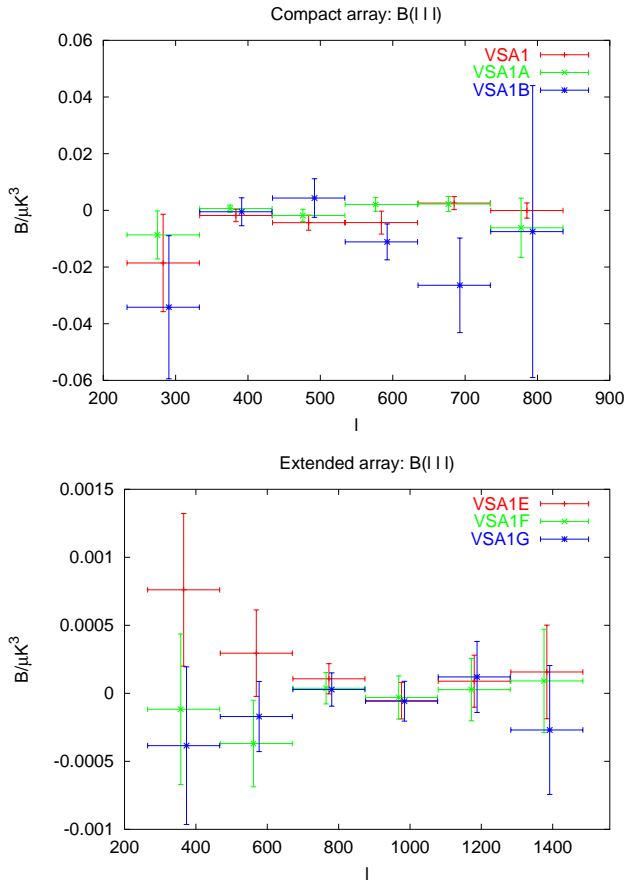 Compact array: B(l l l)
0.06
0.04
0.02
0
-0.02
-0.04
-0.06
B/μK³
VSA1
VSA1A
VSA1B
200 300 400 500 600 700 800 900
l
Extended array: B(l l l)
0.0015
0.001
0.0005
0
-0.0005
-0.001
B/μK³
VSA1E
VSA1F
VSA1G
200 400 600 800 1000 1200 1400
l